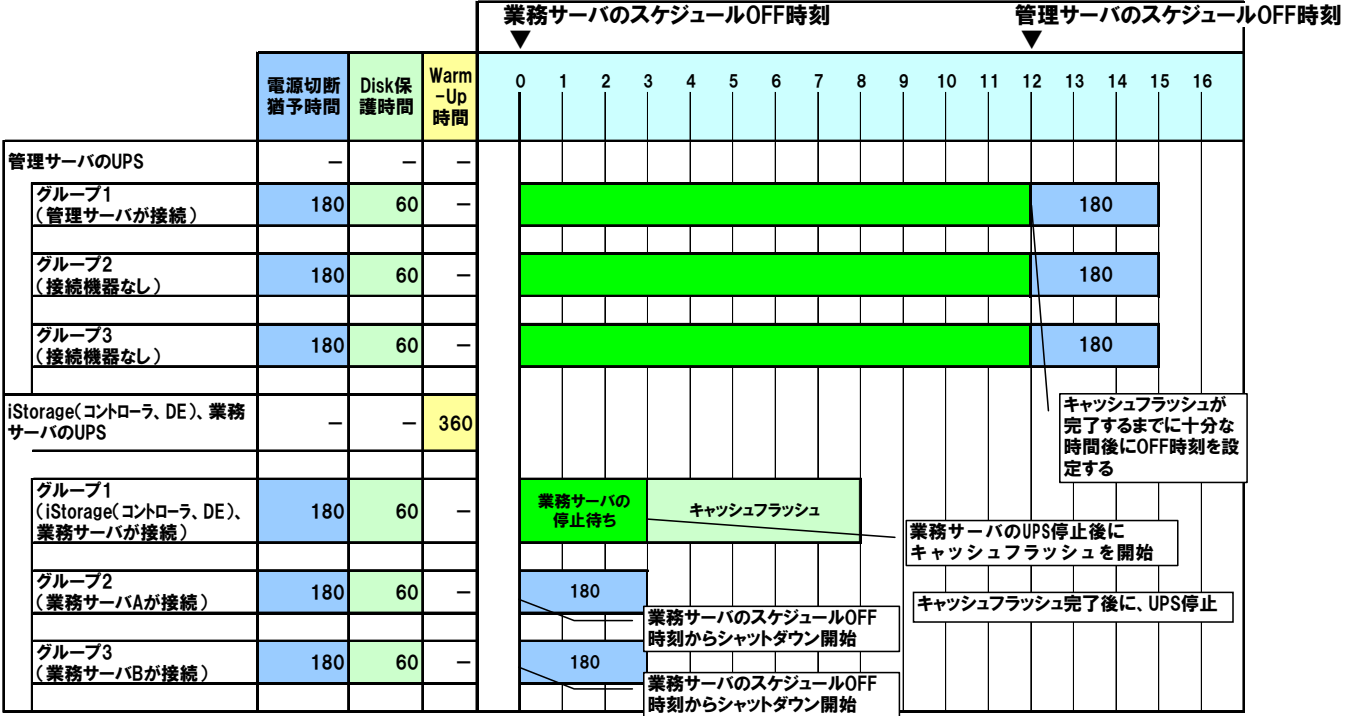 業務サーバのスケジュールOFF時刻
管理サーバのスケジュールOFF時刻
▼
▼
電源切断
猶予時間
Disk保
護時間
Warm
-Up
時間
0 1 2 3 4 5 6 7 8 9 10 11 12 13 14 15 16
管理サーバのUPS
－ － －
グループ1
(管理サーバが接続)
180 60 － 180
グループ2
(接続機器なし)
180 60 － 180
グループ3
(接続機器なし)
180 60 － 180
キャッシュフラッシュが
完了するまでに十分な
時間後にOFF時刻を設
定する
iStorage(コントローラ、DE)、業務
サーバのUPS
－ － 360
グループ1
(iStorage(コントローラ、DE)、
業務サーバが接続)
180 60 －
業務サーバの
停止待ち
キャッシュフラッシュ
業務サーバのUPS停止後に
キャッシュフラッシュを開始
グループ2
(業務サーバAが接続)
180 60 － 180
キャッシュフラッシュ完了後に、UPS停止
業務サーバのスケジュールOFF
時刻からシャットダウン開始
グループ3
(業務サーバBが接続)
180 60 － 180
業務サーバのスケジュールOFF
時刻からシャットダウン開始